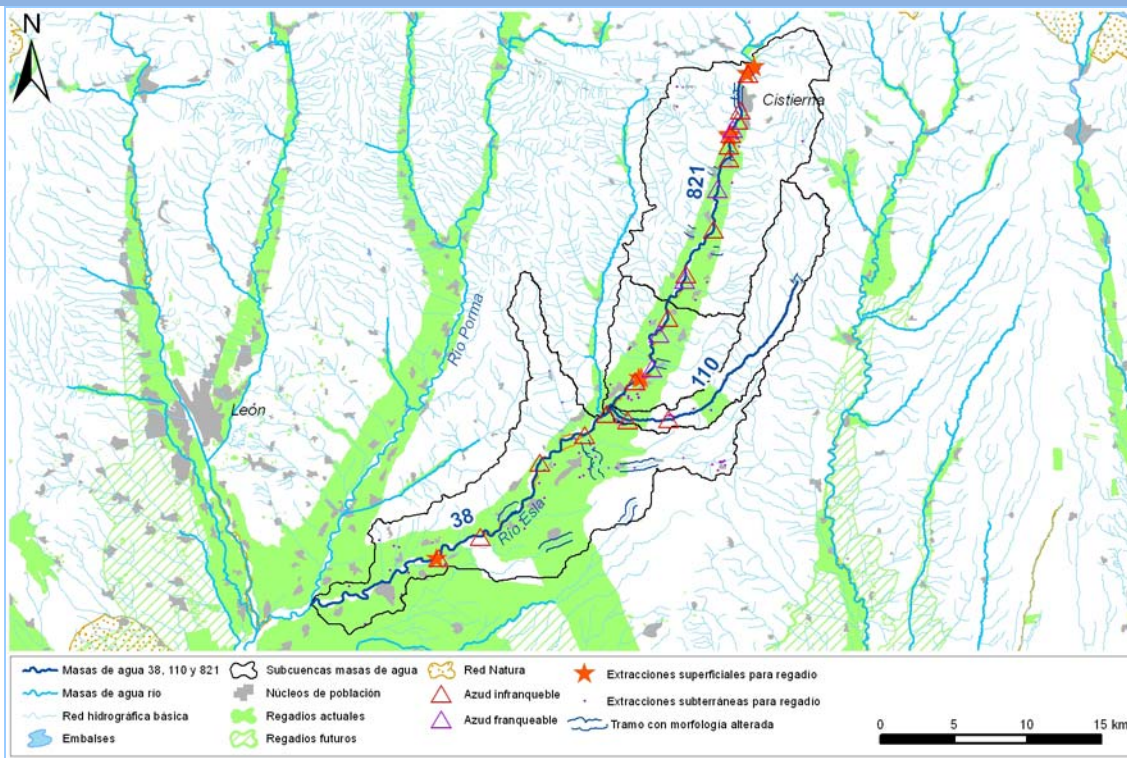 N
Cistierna
821
Río Porma
110
León
38
Río Esla
Masas de agua 38, 110 y 821
Masas de agua río
Red hidrográfica básica
Embalses
Subcuencas masas de agua
Núcleos de población
Regadíos actuales
Regadíos futuros
Red Natura
Azud infranqueable
Azud franqueable
Extracciones superficiales para regadío
Extracciones subterráneas para regadío
Tramo con morfología alterada
0 5 10 15 km